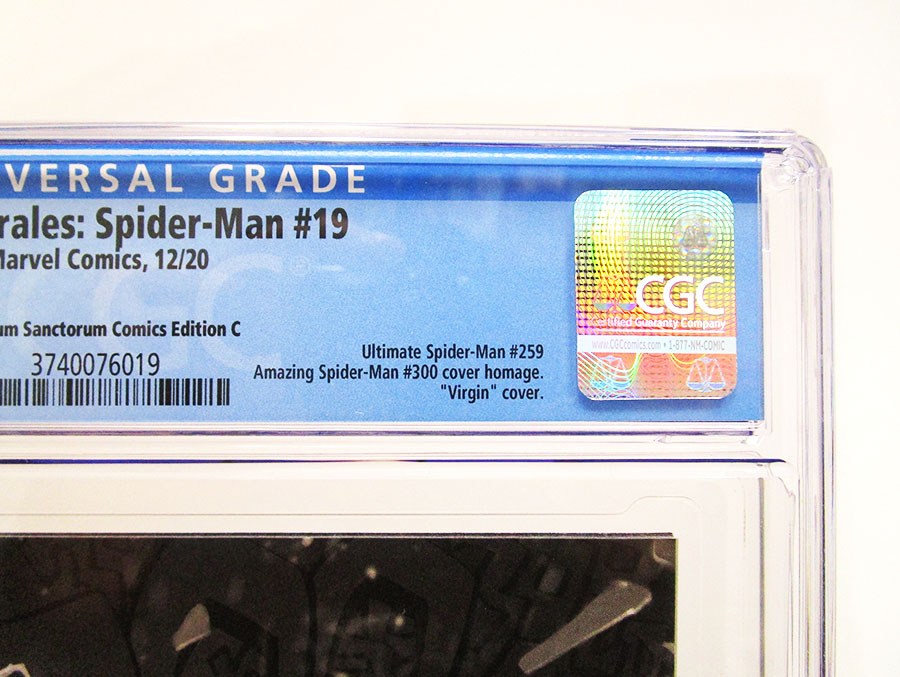 VERSAL GRADE
rales: Spider-Man #19
Marvel Comics, 12/20
CGC®
um Sanctorum Comics Edition C
3740076019
Ultimate Spider-Man #259
Amazing Spider-Man #300 cover homage.
"Virgin" cover.
CGC
Certified Guaranty Company
www.CGCcomics.com • 1-877-NM-COMIC